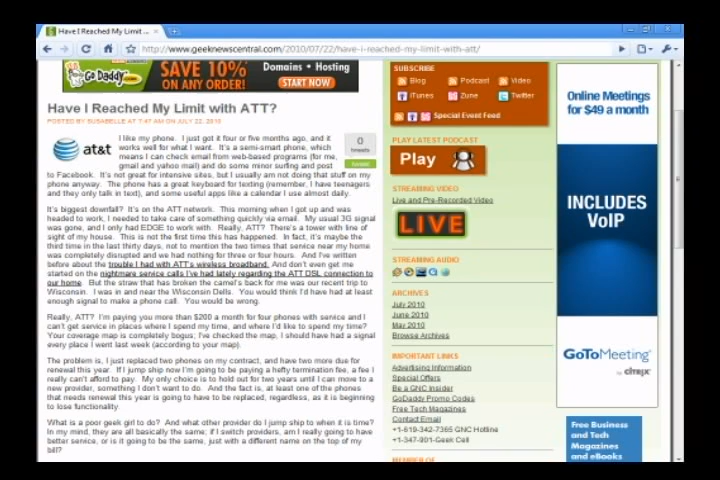 Have I Reached My Limit ...
http://www.geeknewscentral.com/2010/07/22/have-i-reached-my-limit-with-att/
Go Daddy
SAVE 10%*
ON ANY ORDER!
Domains • Hosting
START NOW
Have I Reached My Limit with ATT?
POSTED BY SUSABELLE AT 7:47 AM ON JULY 22, 2010
at&t
0
tweets
tweet
I like my phone. I just got it four or five months ago, and it
works well for what I want. It's a semi-smart phone, which
means I can check email from web-based programs (for me,
gmail and yahoo mail) and do some minor surfing and post
to Facebook. It's not great for intensive sites, but I usually am not doing that stuff on my
phone anyway. The phone has a great keyboard for texting (remember, I have teenagers
and they only talk in text), and some useful apps like a calendar I use almost daily.
It's biggest downfall? It's on the ATT network. This morning when I got up and was
headed to work, I needed to take care of something quickly via email. My usual 3G signal
was gone, and I only had EDGE to work with. Really, ATT? There's a tower with line of
sight of my house. This is not the first time this has happened. In fact, it's maybe the
third time in the last thirty days, not to mention the two times that service near my home
was completely disrupted and we had nothing for three or four hours. And I've written
before about the trouble I had with ATT's wireless broadband. And don't even get me
started on the nightmare service calls I've had lately regarding the ATT DSL connection to
our home. But the straw that has broken the camel's back for me was our recent trip to
Wisconsin. I was in and near the Wisconsin Dells. You would think I'd have had at least
enough signal to make a phone call. You would be wrong.
Really, ATT? I'm paying you more than $200 a month for four phones with service and I
can't get service in places where I spend my time, and where I'd like to spend my time?
Your coverage map is completely bogus; I've checked the map, I should have had a signal
every place I went last week (according to your map).
The problem is, I just replaced two phones on my contract, and have two more due for
renewal this year. If I jump ship now I'm going to be paying a hefty termination fee, a fee I
really can't afford to pay. My only choice is to hold out for two years until I can move to a
new provider, something I don't want to do. And the fact is, at least one of the phones
that needs renewal this year is going to have to be replaced, regardless, as it is beginning
to lose functionality.
What is a poor geek girl to do? And what other provider do I jump ship to when it is time?
In my mind, they are all basically the same; if I switch providers, am I really going to have
better service, or is it going to be the same, just with a different name on the top of my
bill?
SUBSCRIBE
Blog
Podcast
Video
iTunes
Zune
Twitter
Special Event Feed
PLAY LATEST PODCAST
Play
STREAMING VIDEO
Live and Pre-Recorded Video
LIVE
STREAMING AUDIO
ARCHIVES
July 2010
June 2010
May 2010
Browse Archives
IMPORTANT LINKS
Advertising Information
Special Offers
Be a GNC Insider
GoDaddy Promo Codes
Free Tech Magazines
Contact Email
+1-619-342-7365 GNC Hotline
+1-347-901-Geek Cell
MEMBER OF
Online Meetings
for $49 a month
INCLUDES
VoIP
GoToMeeting
by CITRIX
Free Business
and Tech
Magazines
and eBooks